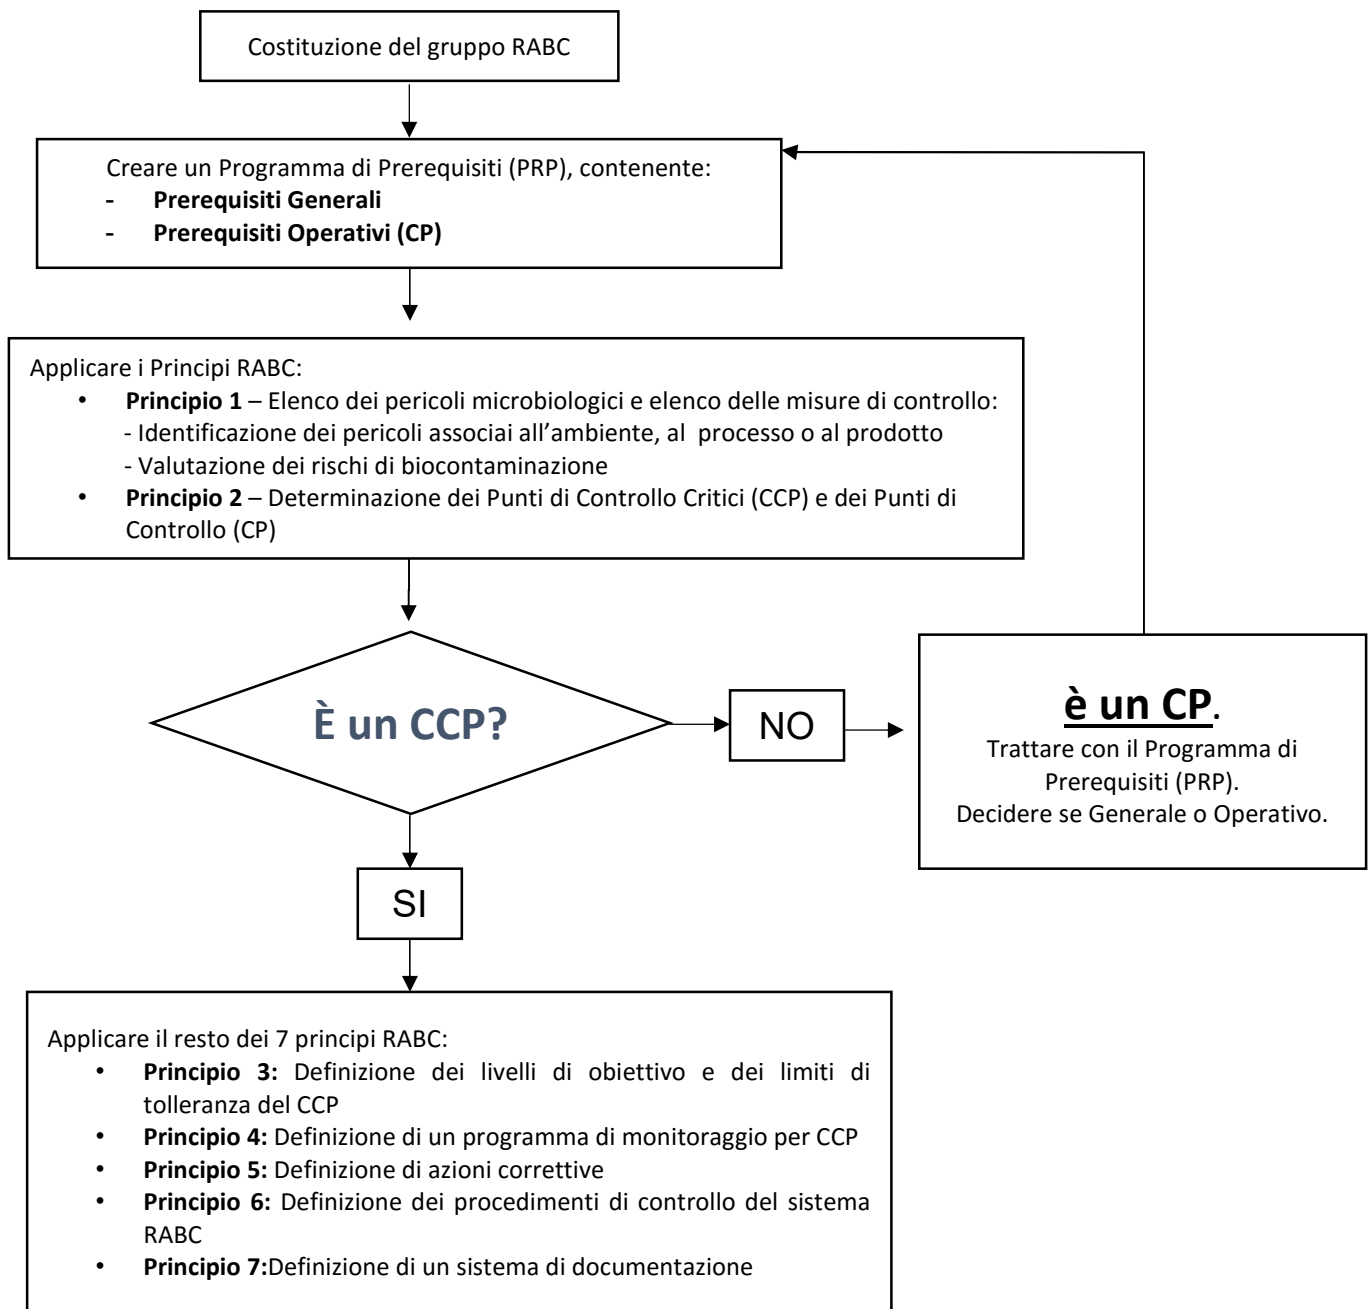 Costituzione del gruppo RABC
Creare un Programma di Prerequisiti (PRP), contenente:
- Prerequisiti Generali
- Prerequisiti Operativi (CP)
Applicare i Principi RABC:
• Principio 1 – Elenco dei pericoli microbiologici e elenco delle misure di controllo:
- Identificazione dei pericoli associai all’ambiente, al processo o al prodotto
- Valutazione dei rischi di biocontaminazione
• Principio 2 – Determinazione dei Punti di Controllo Critici (CCP) e dei Punti di
Controllo (CP)
È un CCP?
NO
è un CP.
Trattare con il Programma di
Prerequisiti (PRP).
Decidere se Generale o Operativo.
SI
Applicare il resto dei 7 principi RABC:
• Principio 3: Definizione dei livelli di obiettivo e dei limiti di
tolleranza del CCP
• Principio 4: Definizione di un programma di monitoraggio per CCP
• Principio 5: Definizione di azioni correttive
• Principio 6: Definizione dei procedimenti di controllo del sistema
RABC
• Principio 7:Definizione di un sistema di documentazione